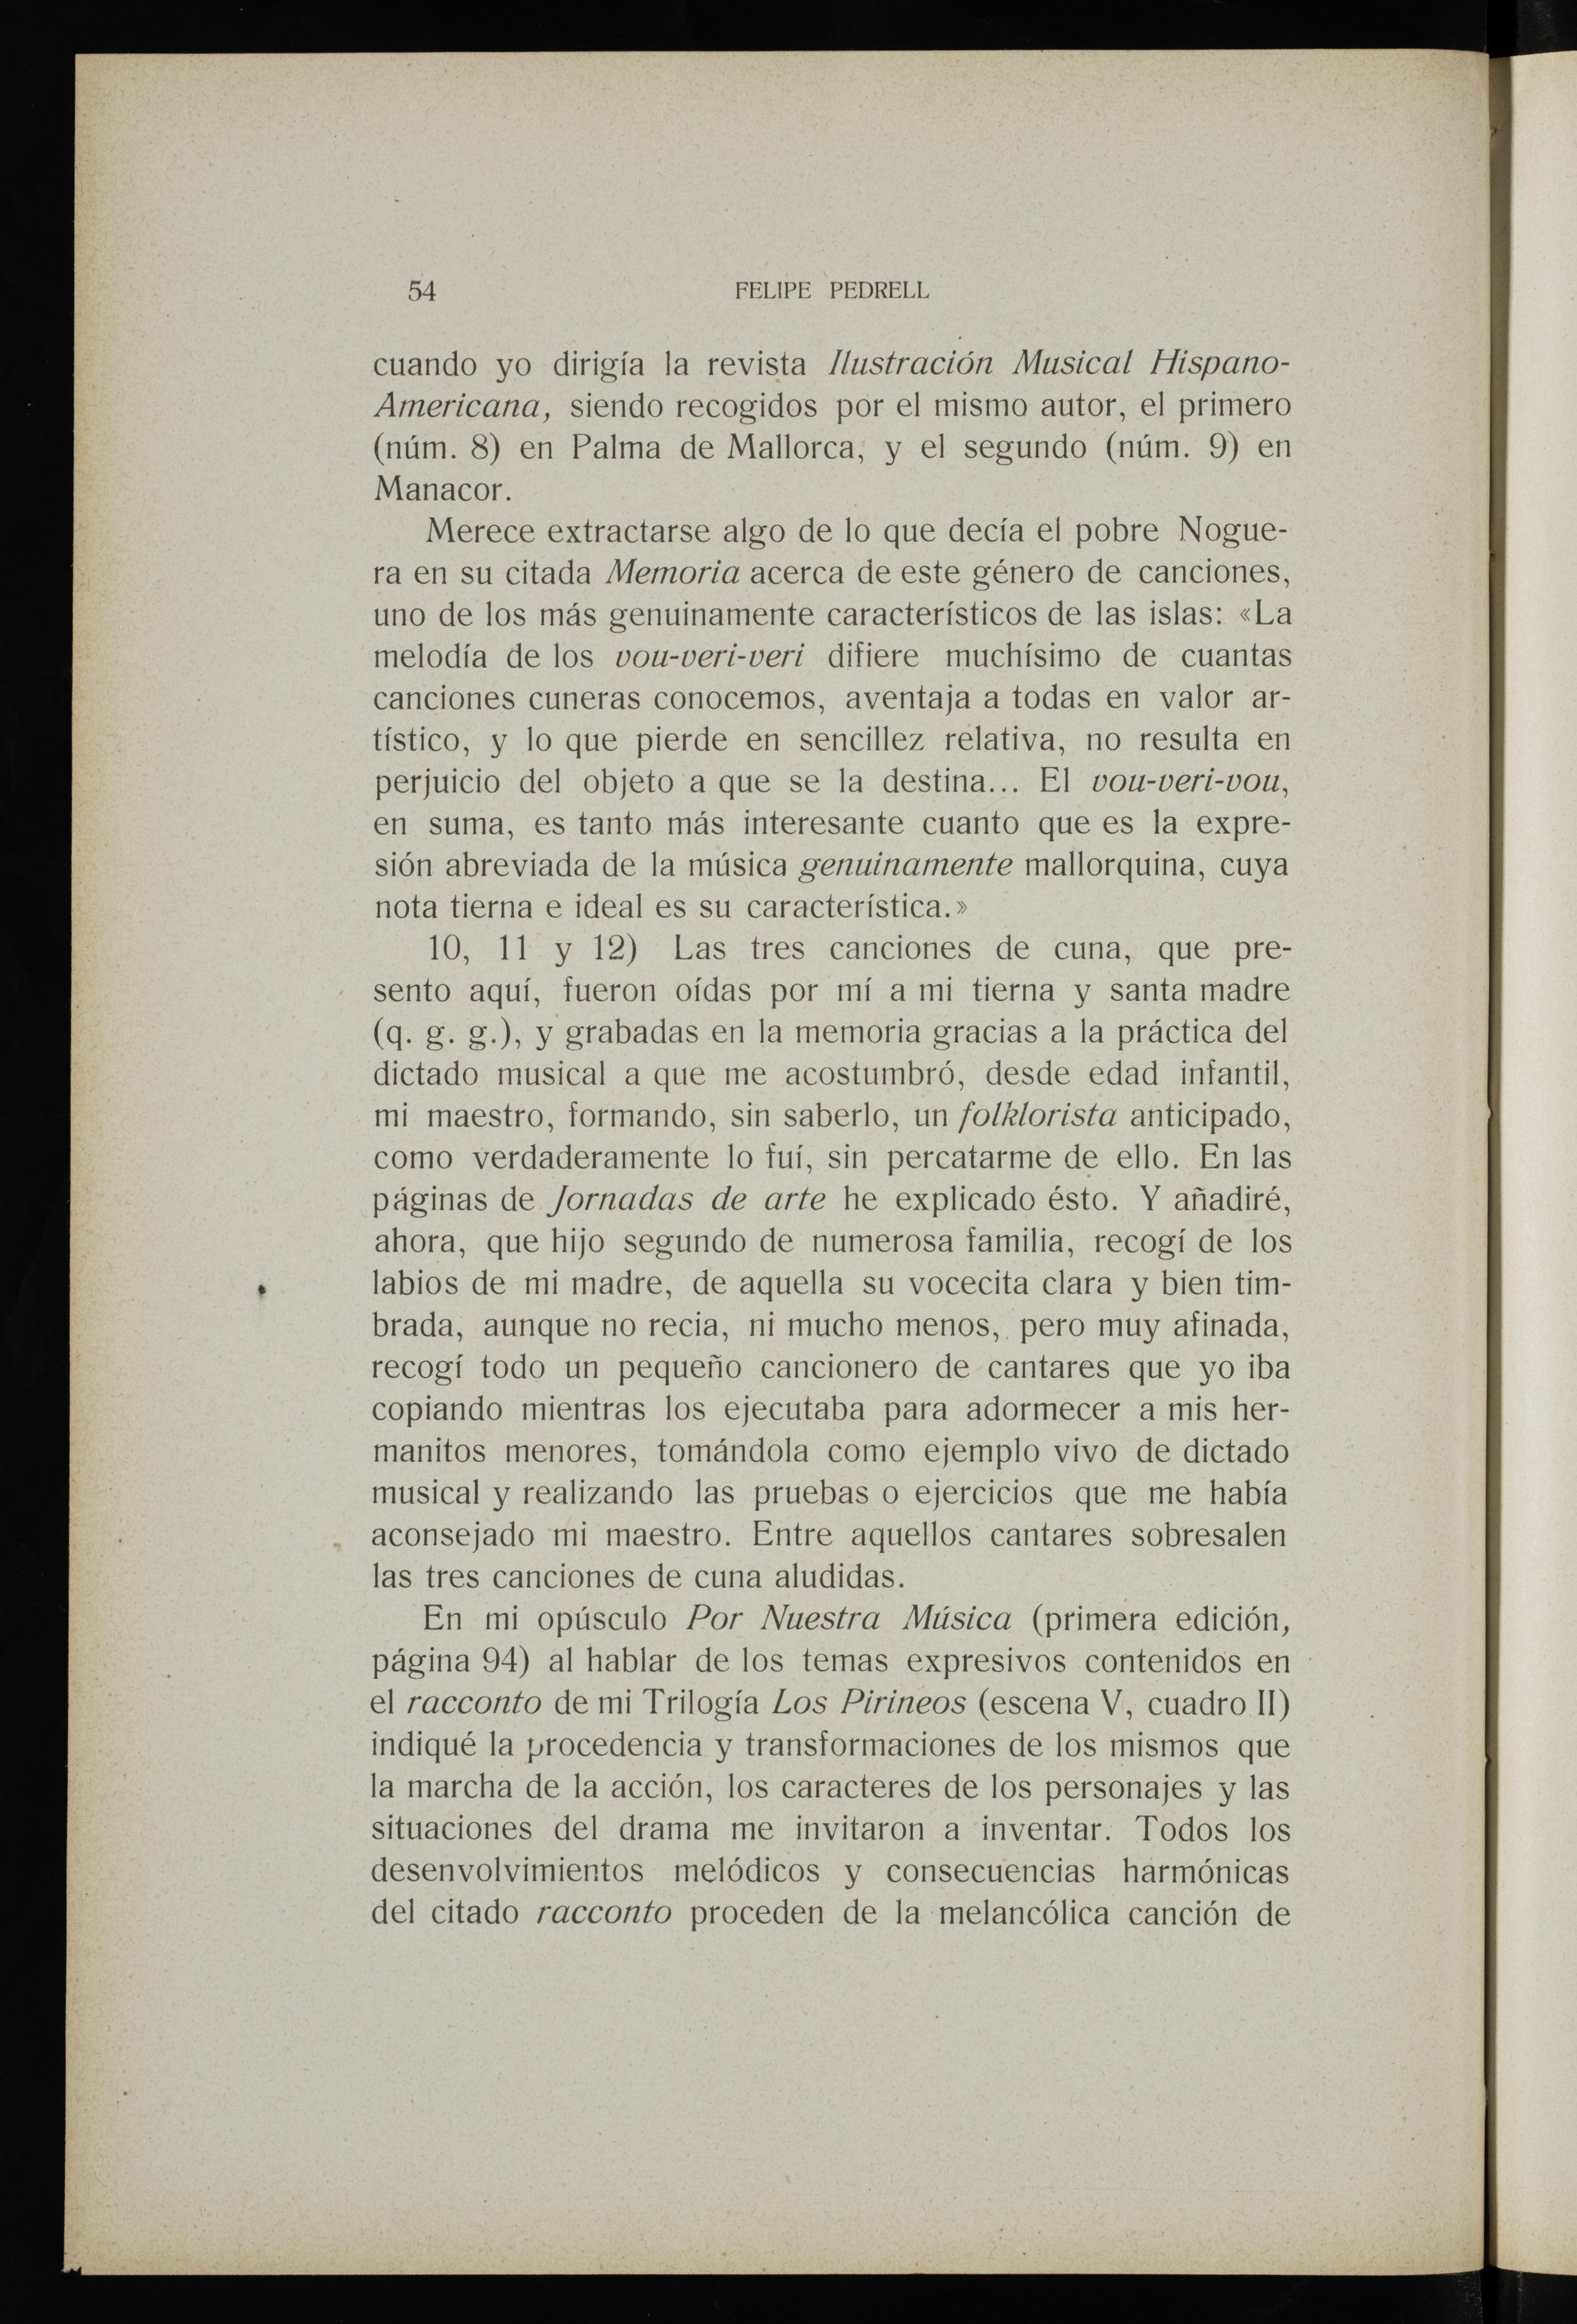 54 FELIPE PEDRELL
cuando yo dirigía la revista Ilustración Musical Hispano-
Americana, siendo recogidos por el mismo autor, el primero
(núm. 8) en Palma de Mallorca, y el segundo (núm. 9) en
Manacor.
Merece extractarse algo de lo que decía el pobre Nogue-
ra en su citada Memoria acerca de este género de canciones,
uno de los más genuinamente característicos de las islas: «La
melodía de los vou-veri-veri difiere muchísimo de cuantas
canciones cuneras conocemos, aventaja a todas en valor ar-
tístico, y lo que pierde en sencillez relativa, no resulta en
perjuicio del objeto a que se la destina... El vou-veri-vou,
en suma, es tanto más interesante cuanto que es la expre-
sión abreviada de la música genuinamente mallorquina, cuya
nota tierna e ideal es su característica.»
10, 11 y 12) Las tres canciones de cuna, que pre-
sento aquí, fueron oídas por mí a mi tierna y santa madre
(q. g. g.), y grabadas en la memoria gracias a la práctica del
dictado musical a que me acostumbró, desde edad infantil,
mi maestro, formando, sin saberlo, un folklorista anticipado,
como verdaderamente lo fuí, sin percatarme de ello. En las
páginas de Jornadas de arte he explicado ésto. Y añadiré,
ahora, que hijo segundo de numerosa familia, recogí de los
labios de mi madre, de aquella su vocecita clara y bien tim-
brada, aunque no recia, ni mucho menos, pero muy afinada,
recogí todo un pequeño cancionero de cantares que yo iba
copiando mientras los ejecutaba para adormecer a mis her-
manitos menores, tomándola como ejemplo vivo de dictado
musical y realizando las pruebas o ejercicios que me había
aconsejado mi maestro. Entre aquellos cantares sobresalen
las tres canciones de cuna aludidas.
En mi opúsculo Por Nuestra Música (primera edición,
página 94) al hablar de los temas expresivos contenidos en
el racconto de mi Trilogía Los Pirineos (escena V, cuadro II)
indiqué la procedencia y transformaciones de los mismos que
la marcha de la acción, los caracteres de los personajes y las
situaciones del drama me invitaron a inventar. Todos los
desenvolvimientos melódicos y consecuencias harmónicas
del citado racconto proceden de la melancólica canción de